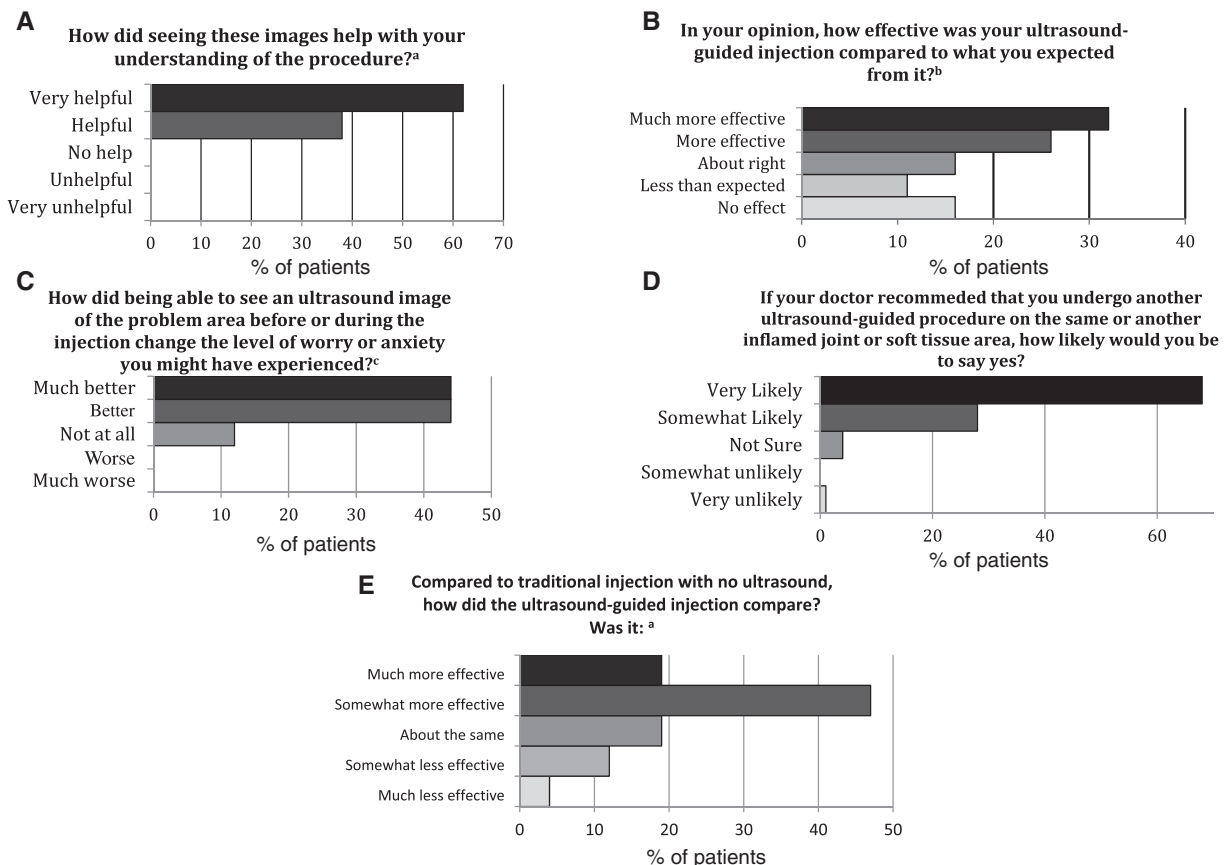 A
How did seeing these images help with your
understanding of the procedure?ᵃ
Very helpful
Helpful
No help
Unhelpful
Very unhelpful
0 10 20 30 40 50 60 70
% of patients
B
In your opinion, how effective was your ultrasound-
guided injection compared to what you expected
from it?ᵇ
Much more effective
More effective
About right
Less than expected
No effect
0 10 20 30 40
% of patients
C
How did being able to see an ultrasound image
of the problem area before or during the
injection change the level of worry or anxiety
you might have experienced?ᶜ
Much better
Better
Not at all
Worse
Much worse
0 10 20 30 40 50
% of patients
D
If your doctor recommeded that you undergo another
ultrasound-guided procedure on the same or another
inflamed joint or soft tissue area, how likely would you be
to say yes?
Very Likely
Somewhat Likely
Not Sure
Somewhat unlikely
Very unlikely
0 20 40 60
% of patients
E
Compared to traditional injection with no ultrasound,
how did the ultrasound-guided injection compare?
Was it: ᵃ
Much more effective
Somewhat more effective
About the same
Somewhat less effective
Much less effective
0 10 20 30 40 50
% of patients